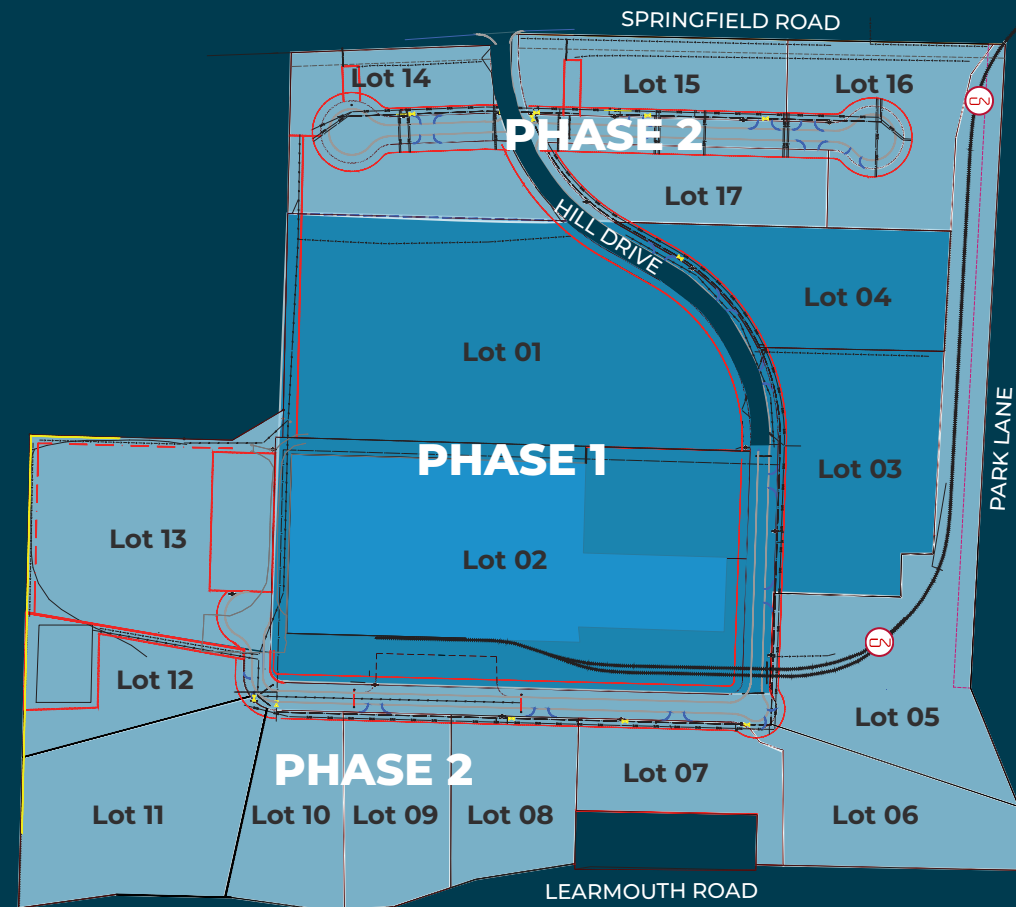 SPRINGFIELD ROAD
Lot 14
Lot 15
Lot 16
PHASE 2
Lot 17
HILL DRIVE
Lot 04
Lot 01
PARK LANE
PHASE 1
Lot 03
Lot 13
Lot 02
Lot 12
Lot 05
PHASE 2
Lot 07
Lot 11
Lot 10
Lot 09
Lot 08
Lot 06
LEARMOUTH ROAD